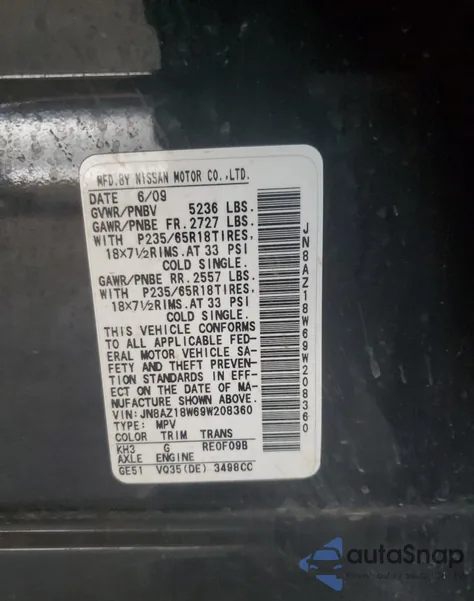 MFD.BY NISSAN MOTOR CO.,LTD.
DATE 6/09
GVWR/PNBV 5236 LBS.
GAWR/PNBE FR. 2727 LBS.
WITH P235/65R18TIRES,
18X7½RIMS.AT 33 PSI
COLD SINGLE.
GAWR/PNBE RR. 2557 LBS.
WITH P235/65R18TIRES,
18X7½RIMS.AT 33 PSI
COLD SINGLE.
THIS VEHICLE CONFORMS
TO ALL APPLICABLE FED-
ERAL MOTOR VEHICLE SA-
FETY AND THEFT PREVEN-
TION STANDARDS IN EFF-
ECT ON THE DATE OF MA-
NUFACTURE SHOWN ABOVE.
VIN: JN8AZ18W69W208360
TYPE: MPV
COLOR TRIM TRANS
KH3 G RE0F09B
AXLE ENGINE
GE51 VQ35(DE) 3498CC
JN8AZ18W69W208360
autoSnap